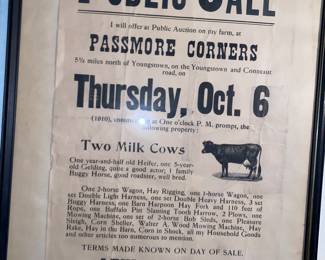 PUBLIC SALE
I will offer at Public Auction on my farm, at
PASSMORE CORNERS
5½ miles north of Youngstown, on the Youngstown and Conneaut
road, on
Thursday, Oct. 6
(1910), commencing at One o'clock P. M. prompt, the
following property:
Two Milk Cows
One year-and-half old Heifer, one 5-year-
old Gelding, quite a good actor; 1 family
Buggy Horse, good roadster, well bred.
One 2-horse Wagon, Hay Rigging, one 1-horse Wagon, one
set Double Light Harness, one set Double Heavy Harness, 3 set
Buggy Harness, one Barn Harpoon Hay Fork and 110 feet of
Rope, one Buffalo Pitt Slanting Tooth Harrow, 2 Plows, one
Mowing Machine, one set of 2-horse Bob Sleds, one Pleasure
Sleigh, Corn Sheller, Walter A. Wood Mowing Machine, Hay
Rake, Hay in the Barn, Corn in Shock, all my Household Goods
and other articles too numerous to mention.
TERMS MADE KNOWN ON DAY OF SALE.